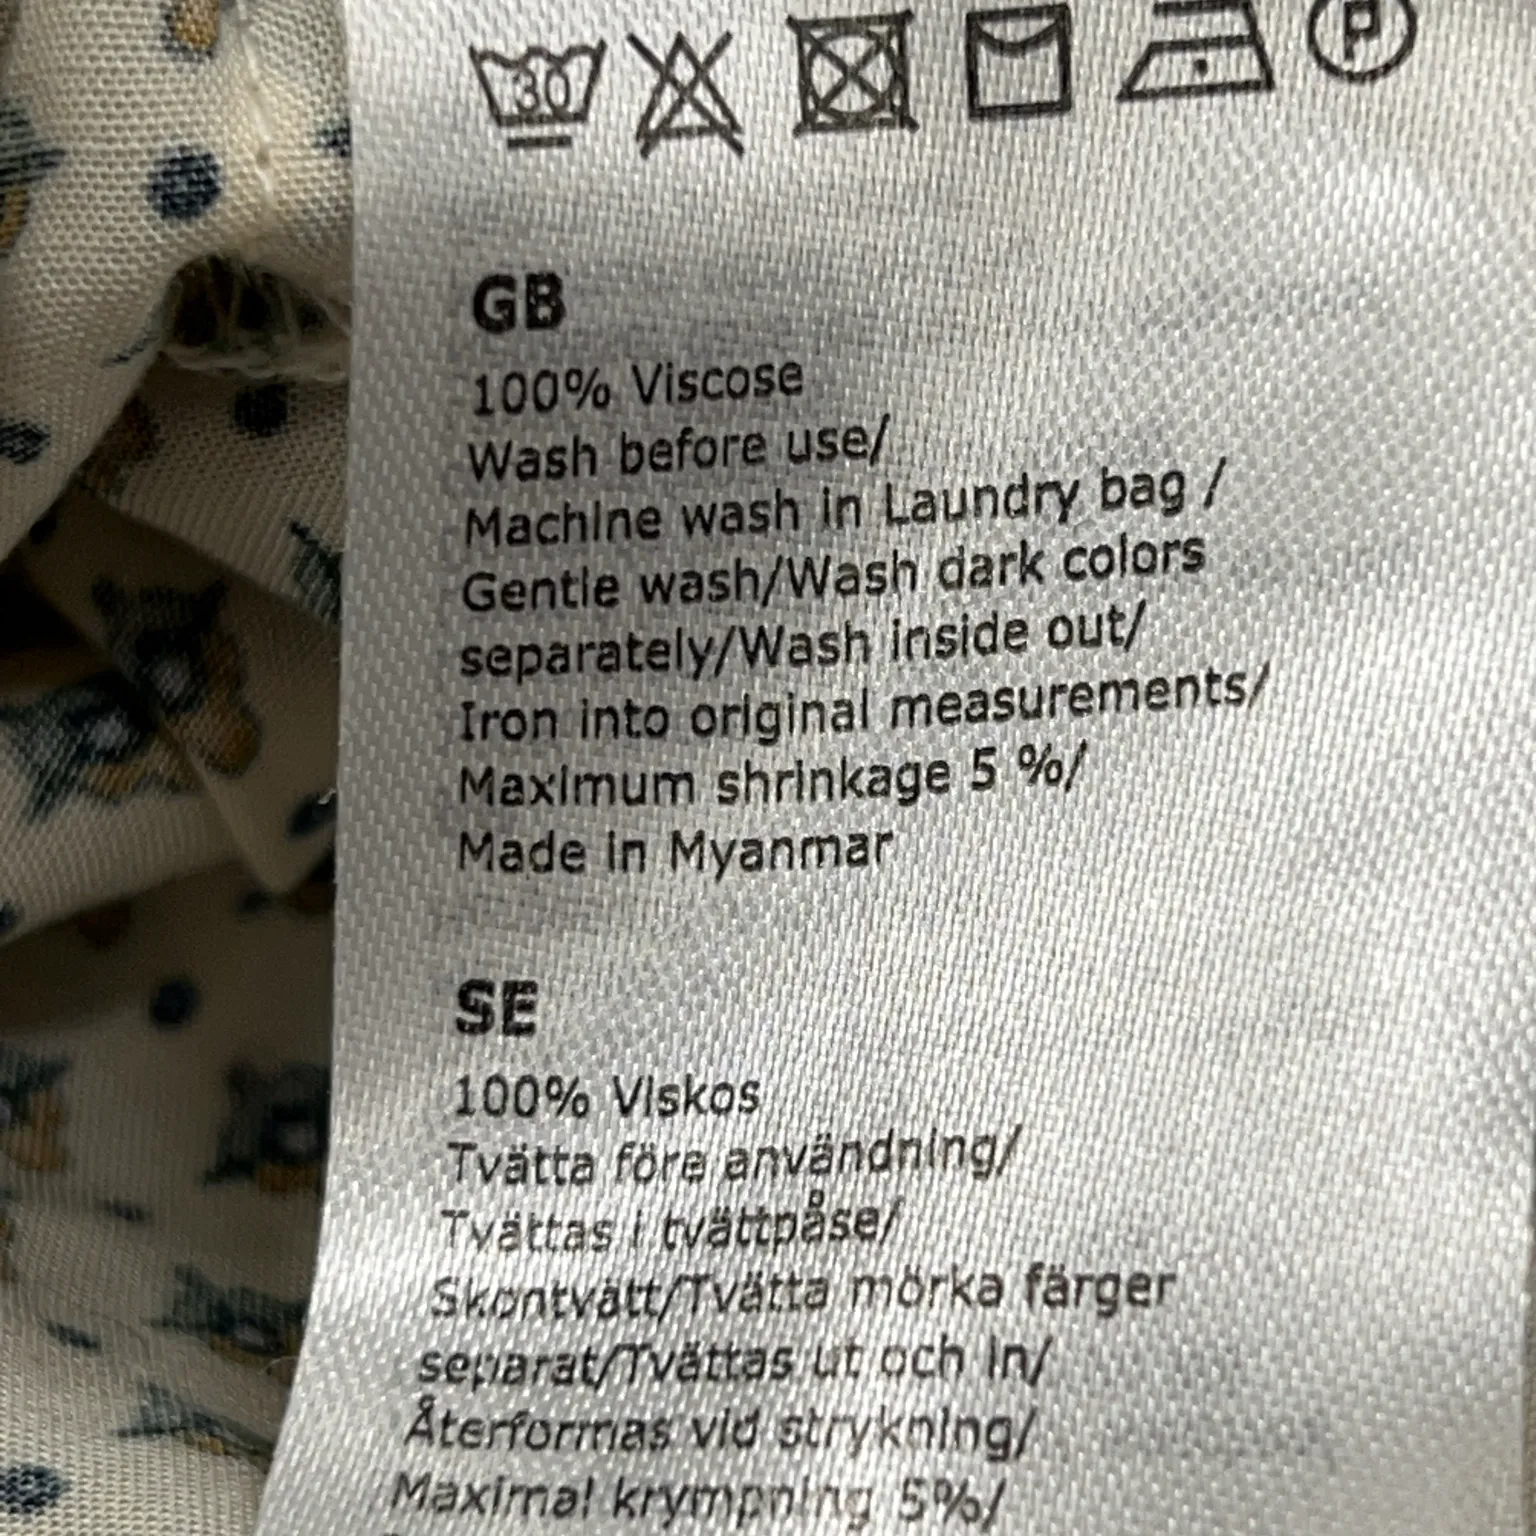 30 P
GB
100% Viscose
Wash before use/
Machine wash in Laundry bag /
Gentle wash/Wash dark colors
separately/Wash inside out/
Iron into original measurements/
Maximum shrinkage 5 %/
Made in Myanmar
SE
100% Viskos
Tvätta före användning/
Tvättas i tvättpåse/
Skontvätt/Tvätta mörka färger
separat/Tvättas ut och in/
Återformas vid strykning/
Maximal krympning 5%/